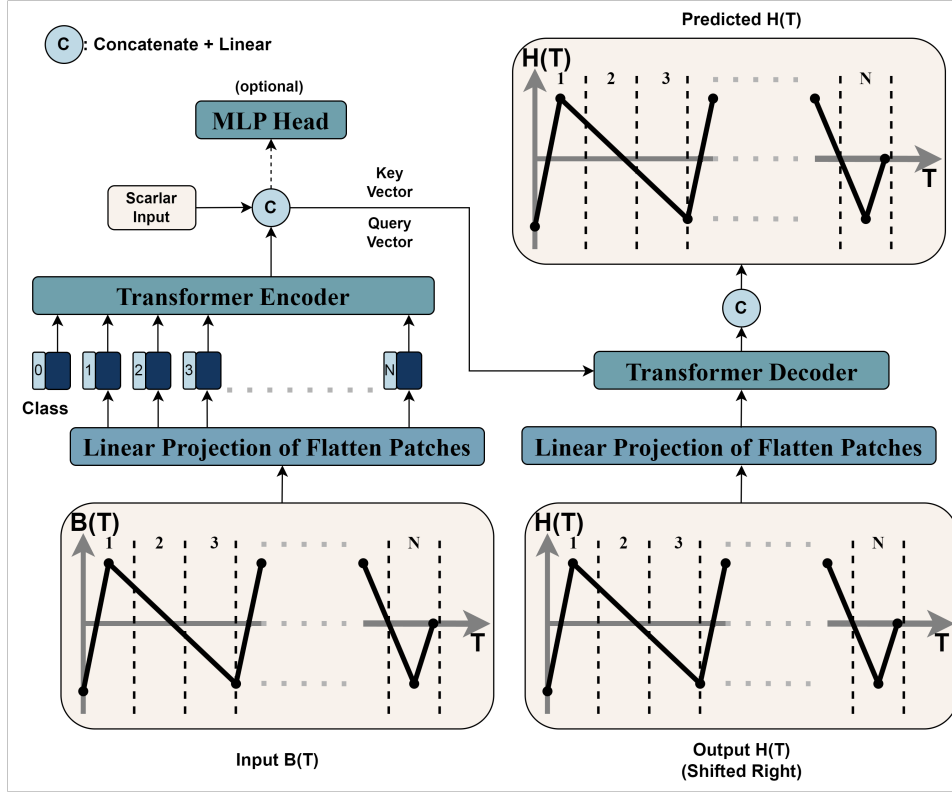 Predicted H(T)
C : Concatenate + Linear
H(T)
1 2 3 N
T
(optional)
MLP Head
Scarlar
Input
C
Key
Vector
Query
Vector
Transformer Encoder
C
0 1 2 3 N
Class
Transformer Decoder
Linear Projection of Flatten Patches
Linear Projection of Flatten Patches
B(T)
1 2 3 N
T
H(T)
1 2 3 N
T
Input B(T)
Output H(T)
(Shifted Right)